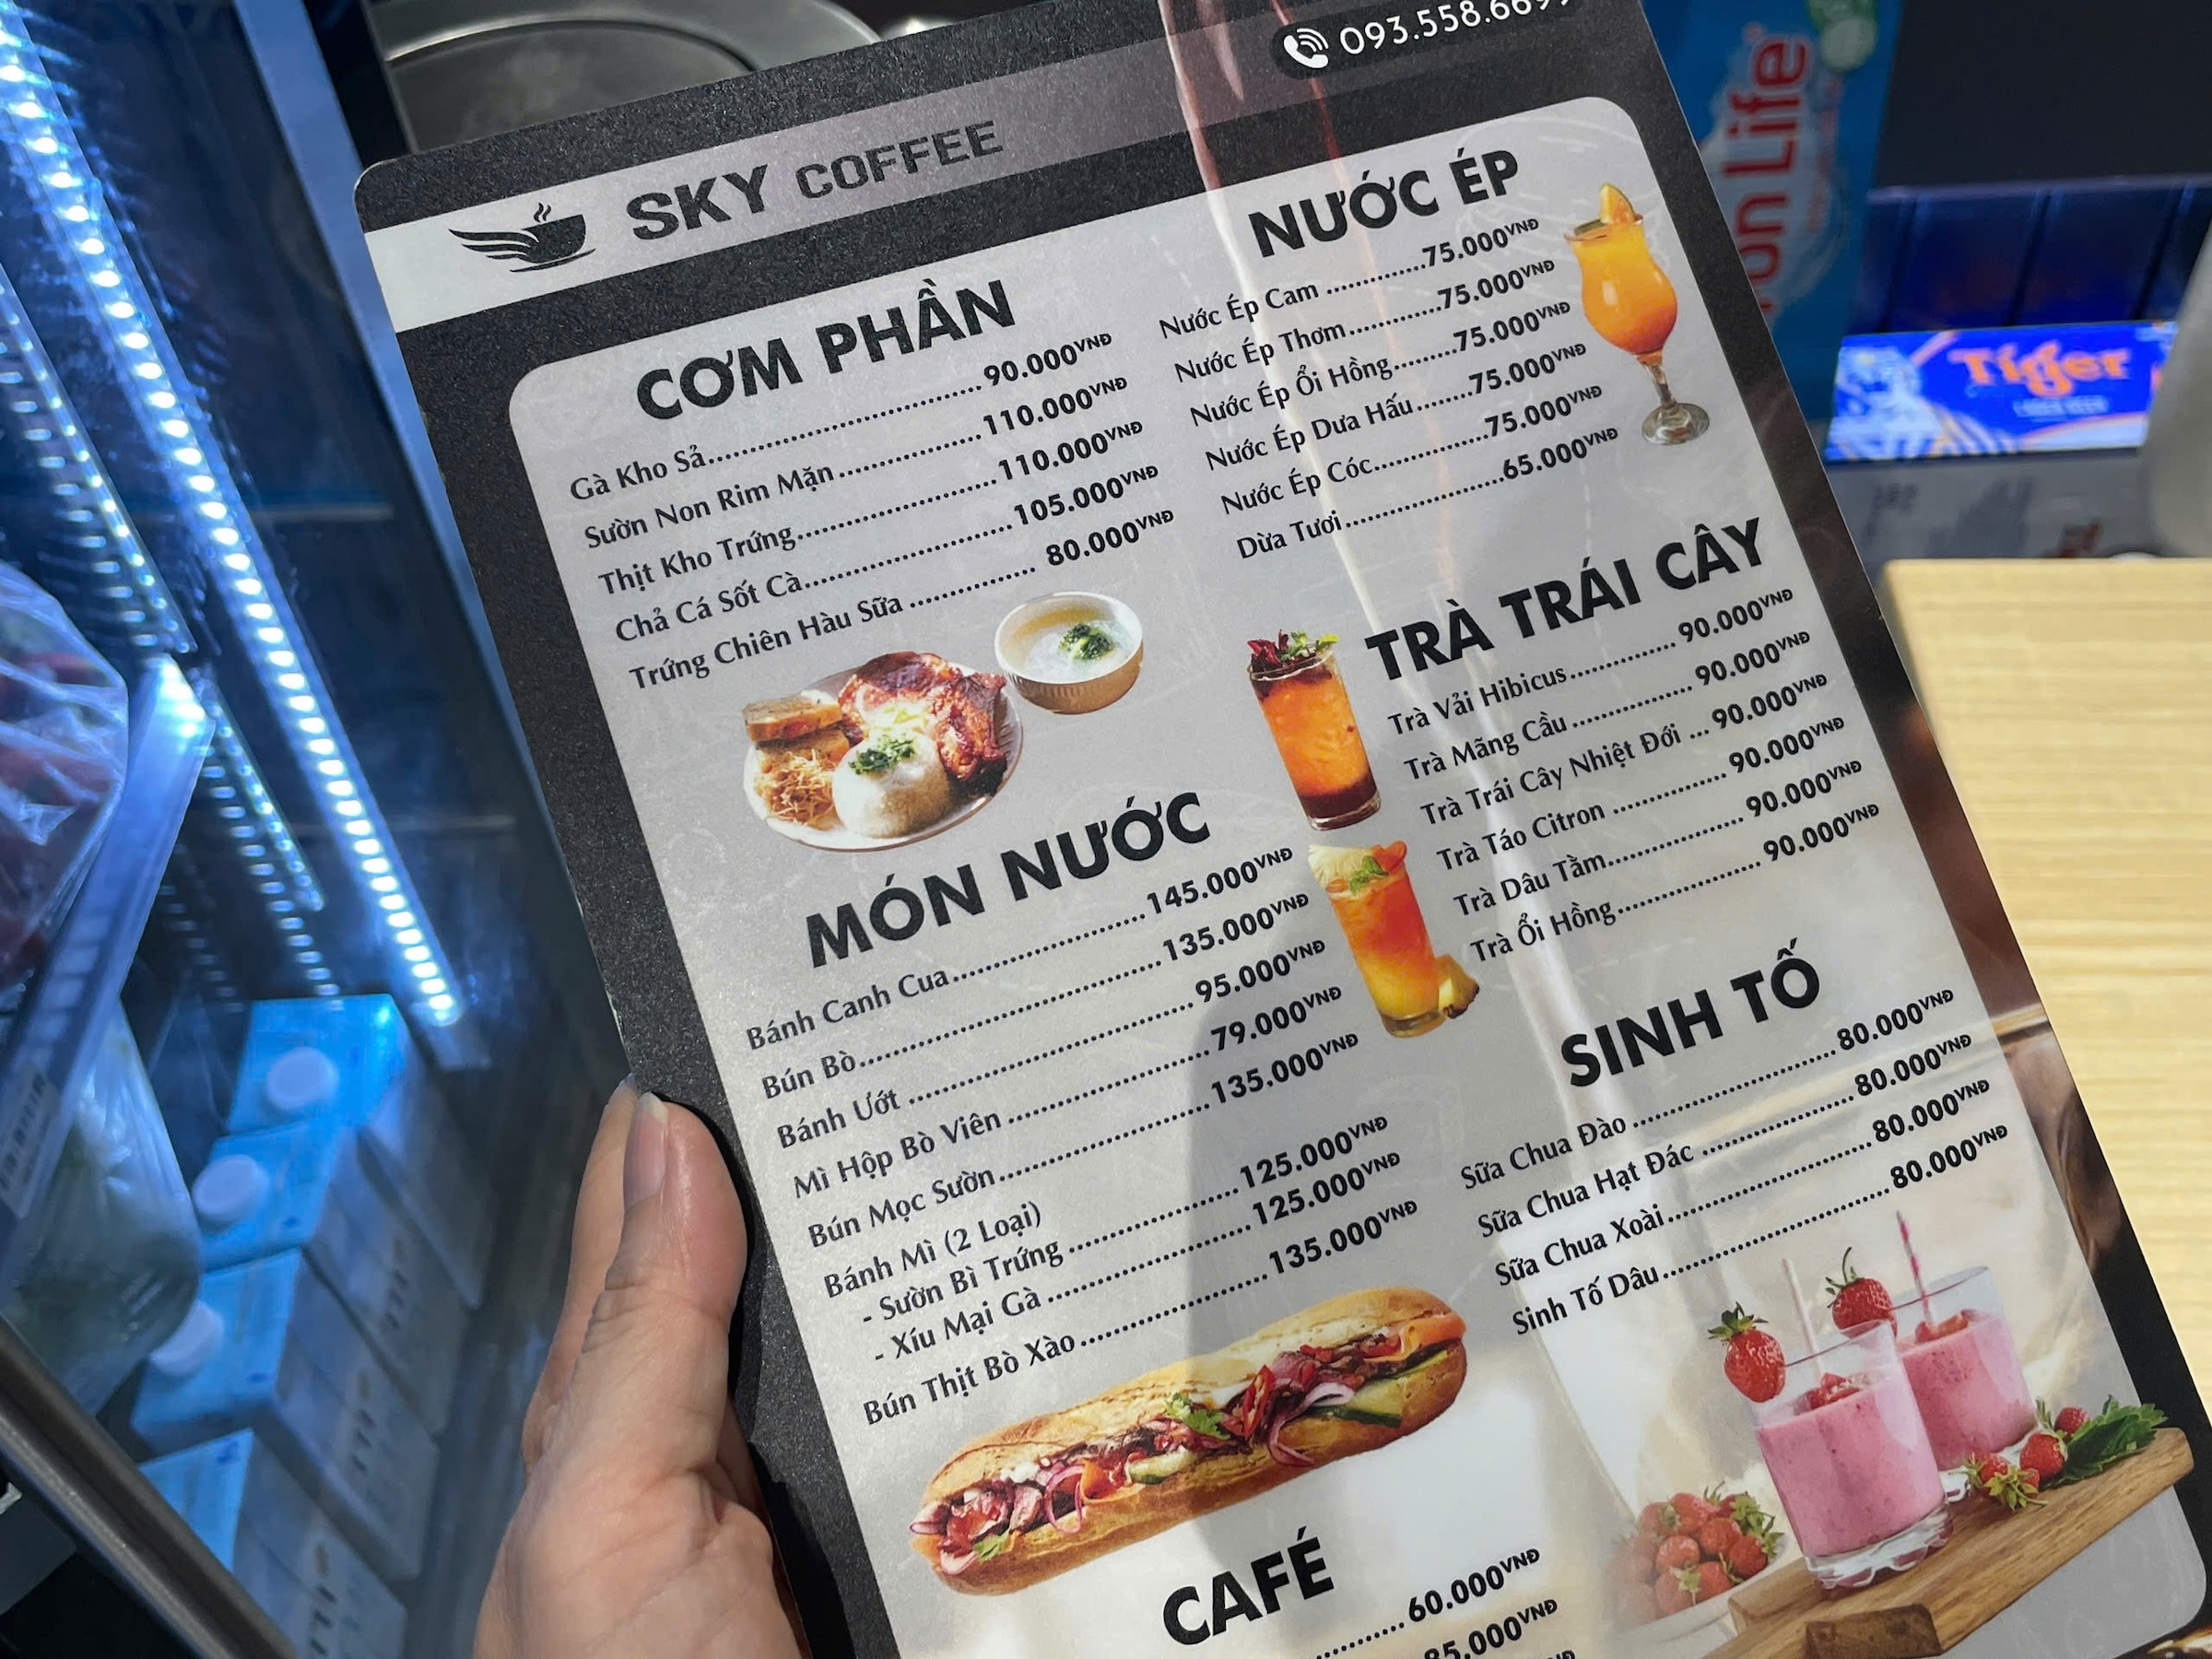 093.558.66
SKY COFFEE
CƠM PHẦN
Gà Kho Sả 90.000VNĐ
Sườn Non Rim Mặn 110.000VNĐ
Thịt Kho Trứng 110.000VNĐ
Chả Cá Sốt Cà 105.000VNĐ
Trứng Chiên Hàu Sữa 80.000VNĐ
MÓN NƯỚC
Bánh Canh Cua 145.000VNĐ
Bún Bò 135.000VNĐ
Bánh Ướt 95.000VNĐ
Mì Hộp Bò Viên 79.000VNĐ
Bún Mọc Sườn 135.000VNĐ
Bánh Mì (2 Loại)
- Sườn Bì Trứng 125.000VNĐ
- Xíu Mại Gà 125.000VNĐ
Bún Thịt Bò Xào 135.000VNĐ
CAFÉ
60.000VNĐ
85.000VNĐ
NƯỚC ÉP
Nước Ép Cam 75.000VNĐ
Nước Ép Thơm 75.000VNĐ
Nước Ép Ổi Hồng 75.000VNĐ
Nước Ép Dưa Hấu 75.000VNĐ
Nước Ép Cóc 75.000VNĐ
Dừa Tươi 65.000VNĐ
TRÀ TRÁI CÂY
Trà Vải Hibicus 90.000VNĐ
Trà Mãng Cầu 90.000VNĐ
Trà Trái Cây Nhiệt Đới 90.000VNĐ
Trà Táo Citron 90.000VNĐ
Trà Dâu Tằm 90.000VNĐ
Trà Ổi Hồng 90.000VNĐ
SINH TỐ
Sữa Chua Đào 80.000VNĐ
Sữa Chua Hạt Đác 80.000VNĐ
Sữa Chua Xoài 80.000VNĐ
Sinh Tố Dâu 80.000VNĐ
on Life
Tiger